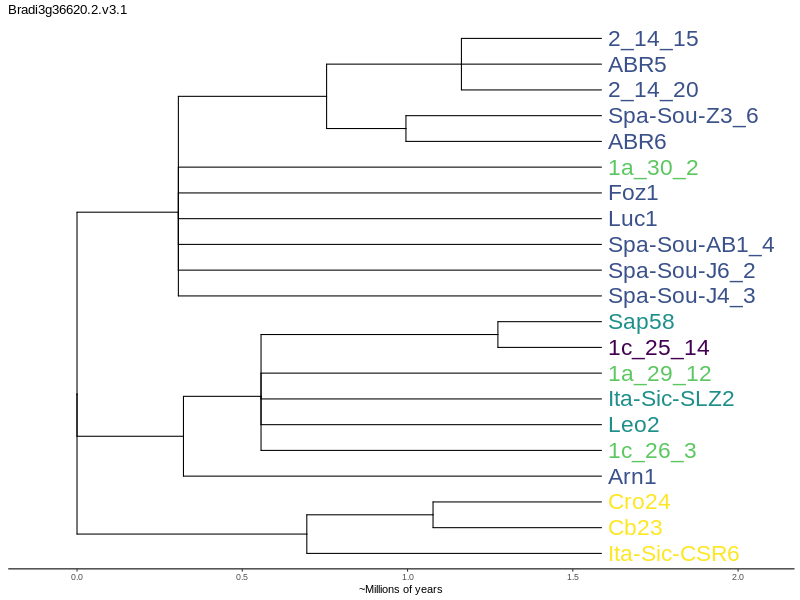 Bradi3g36620.2.v3.1
2_14_15
ABR5
2_14_20
Spa-Sou-Z3_6
ABR6
1a_30_2
Foz1
Luc1
Spa-Sou-AB1_4
Spa-Sou-J6_2
Spa-Sou-J4_3
Sap58
1c_25_14
1a_29_12
Ita-Sic-SLZ2
Leo2
1c_26_3
Arn1
Cro24
Cb23
Ita-Sic-CSR6
0.0 0.5 1.0 1.5 2.0
~Millions of years